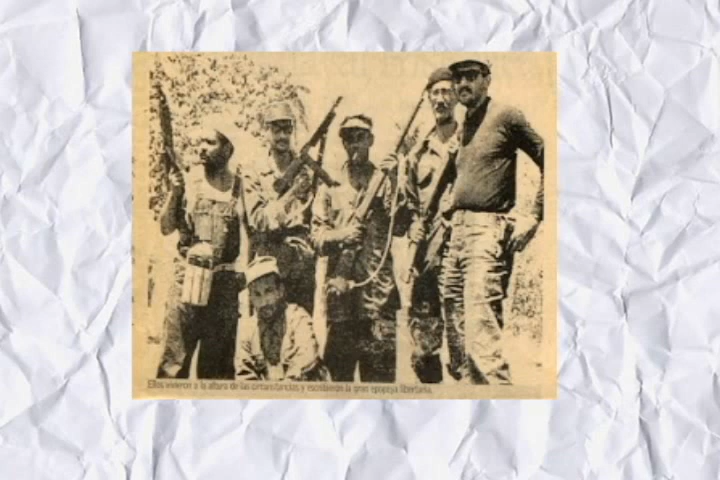 Ellos vivieron a la altura de las circunstancias y escribieron la gran epopeya libertaria.